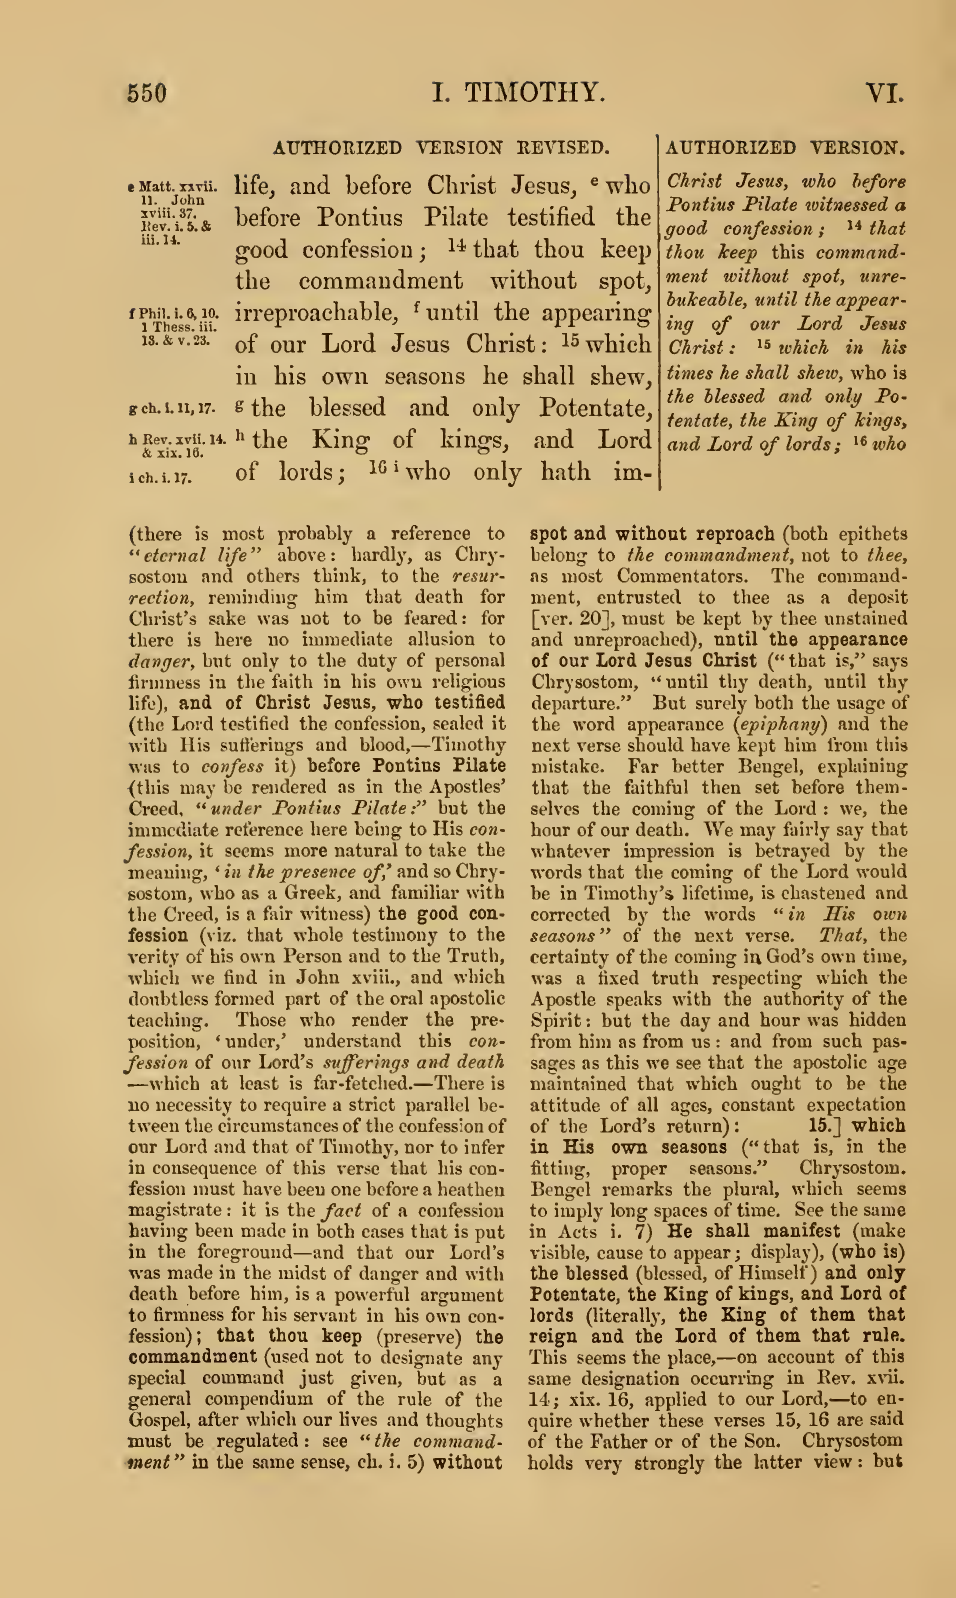 550 I. TIMOTHY. VI.
AUTHORIZED VERSION REVISED.
e Matt. xxvii.
11. John
xviii. 37.
Rev. i. 5. &
iii. 14.
f Phil. i. 6, 10.
1 Thess. iii.
13. & v. 23.
g ch. i. 11, 17.
h Rev. xvii. 14.
& xix. 16.
i ch. i. 17.
life, and before Christ Jesus, e who
before Pontius Pilate testified the
good confession; 14 that thou keep
the commandment without spot,
irreproachable, f until the appearing
of our Lord Jesus Christ: 15 which
in his own seasons he shall shew,
g the blessed and only Potentate,
h the King of kings, and Lord
of lords; 16 i who only hath im-
AUTHORIZED VERSION.
Christ Jesus, who before
Pontius Pilate witnessed a
good confession; 14 that
thou keep this command-
ment without spot, unre-
bukeable, until the appear-
ing of our Lord Jesus
Christ: 15 which in his
times he shall shew, who is
the blessed and only Po-
tentate, the King of kings,
and Lord of lords; 16 who
(there is most probably a reference to
"eternal life" above: hardly, as Chry-
sostom and others think, to the resur-
rection, reminding him that death for
Christ's sake was not to be feared: for
there is here no immediate allusion to
danger, but only to the duty of personal
firmness in the faith in his own religious
life), and of Christ Jesus, who testified
(the Lord testified the confession, sealed it
with His sufferings and blood,—Timothy
was to confess it) before Pontius Pilate
(this may be rendered as in the Apostles'
Creed, "under Pontius Pilate:" but the
immediate reference here being to His con-
fession, it seems more natural to take the
meaning, 'in the presence of,' and so Chry-
sostom, who as a Greek, and familiar with
the Creed, is a fair witness) the good con-
fession (viz. that whole testimony to the
verity of his own Person and to the Truth,
which we find in John xviii., and which
doubtless formed part of the oral apostolic
teaching. Those who render the pre-
position, 'under,' understand this con-
fession of our Lord's sufferings and death
—which at least is far-fetched.—There is
no necessity to require a strict parallel be-
tween the circumstances of the confession of
our Lord and that of Timothy, nor to infer
in consequence of this verse that his con-
fession must have been one before a heathen
magistrate: it is the fact of a confession
having been made in both cases that is put
in the foreground—and that our Lord's
was made in the midst of danger and with
death before him, is a powerful argument
to firmness for his servant in his own con-
fession); that thou keep (preserve) the
commandment (used not to designate any
special command just given, but as a
general compendium of the rule of the
Gospel, after which our lives and thoughts
must be regulated: see "the command-
ment" in the same sense, ch. i. 5) without
spot and without reproach (both epithets
belong to the commandment, not to thee,
as most Commentators. The command-
ment, entrusted to thee as a deposit
[ver. 20], must be kept by thee unstained
and unreproached), until the appearance
of our Lord Jesus Christ ("that is," says
Chrysostom, "until thy death, until thy
departure." But surely both the usage of
the word appearance (epiphany) and the
next verse should have kept him from this
mistake. Far better Bengel, explaining
that the faithful then set before them-
selves the coming of the Lord: we, the
hour of our death. We may fairly say that
whatever impression is betrayed by the
words that the coming of the Lord would
be in Timothy's lifetime, is chastened and
corrected by the words "in His own
seasons" of the next verse. That, the
certainty of the coming in God's own time,
was a fixed truth respecting which the
Apostle speaks with the authority of the
Spirit: but the day and hour was hidden
from him as from us: and from such pas-
sages as this we see that the apostolic age
maintained that which ought to be the
attitude of all ages, constant expectation
of the Lord's return): 15.] which
in His own seasons ("that is, in the
fitting, proper seasons." Chrysostom.
Bengel remarks the plural, which seems
to imply long spaces of time. See the same
in Acts i. 7) He shall manifest (make
visible, cause to appear; display), (who is)
the blessed (blessed, of Himself) and only
Potentate, the King of kings, and Lord of
lords (literally, the King of them that
reign and the Lord of them that rule.
This seems the place,—on account of this
same designation occurring in Rev. xvii.
14; xix. 16, applied to our Lord,—to en-
quire whether these verses 15, 16 are said
of the Father or of the Son. Chrysostom
holds very strongly the latter view: but